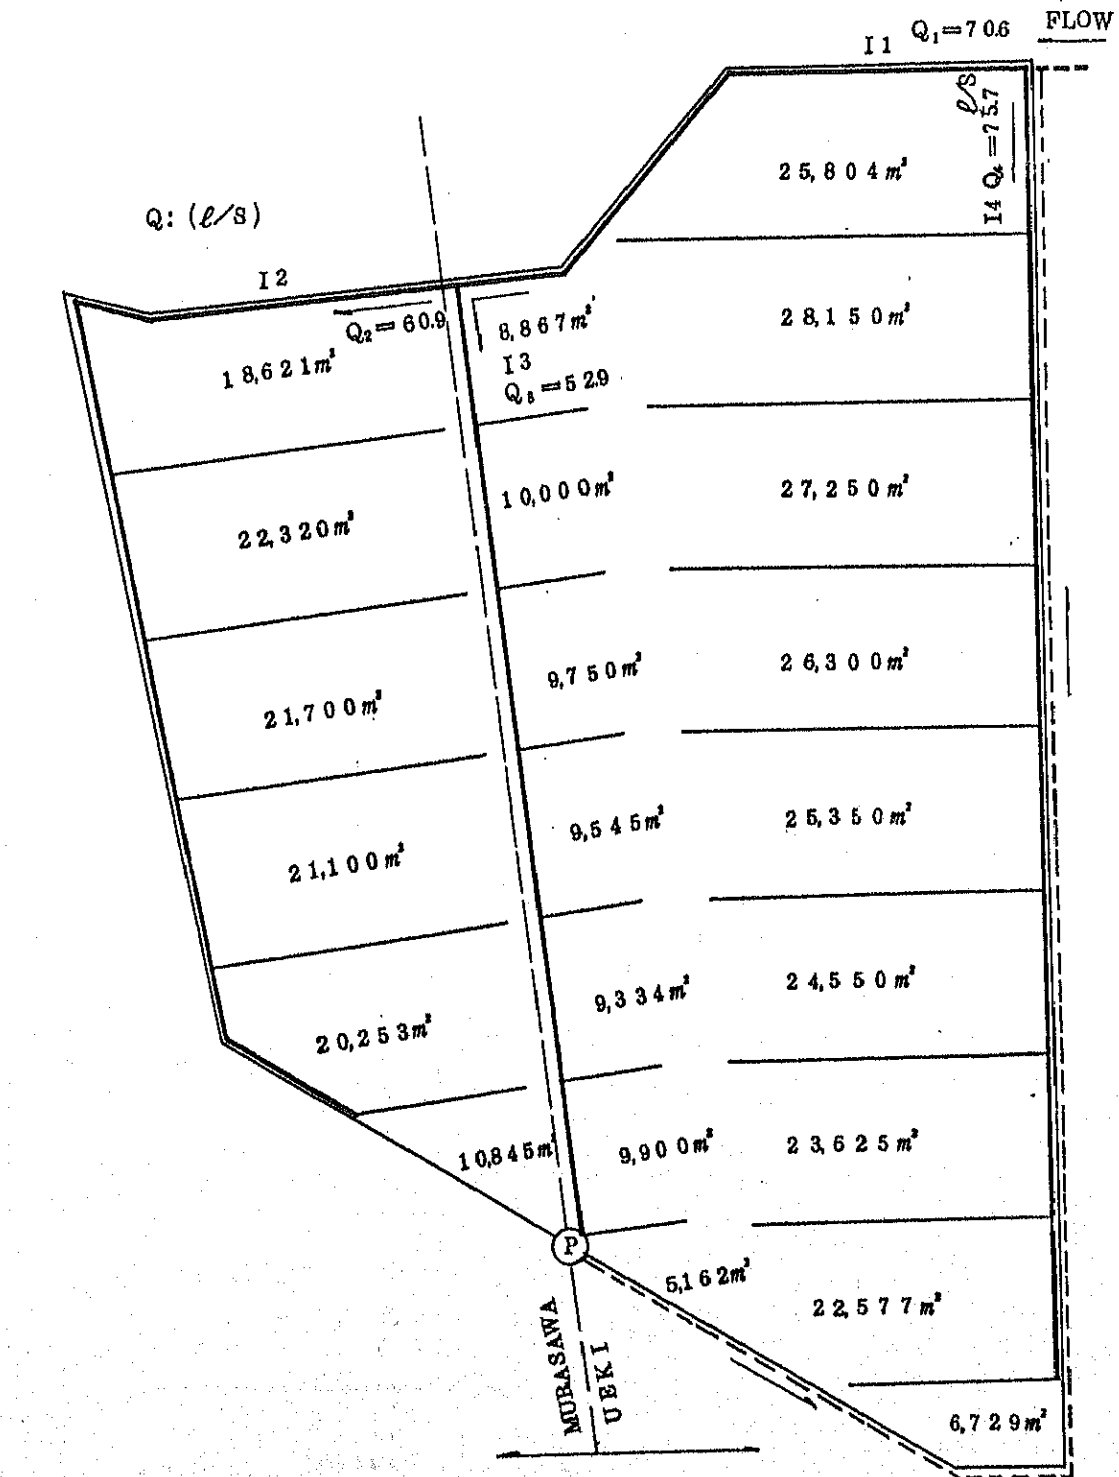 I 1 Q₁=70.6 FLOW
I4 Q₄=75.7 ℓ/S
25,804m²
Q: (ℓ/S)
I 2
Q₂=60.9
8,867m²
28,150m²
18,621m²
I 3
Q₃=52.9
10,000m²
27,250m²
22,320m²
9,750m²
26,300m²
21,700m²
9,545m²
25,350m²
21,100m²
9,334m²
24,550m²
20,253m²
10,845m²
9,900m²
23,625m²
P
5,162m²
22,577m²
MURASAWA
UEKI
6,729m²